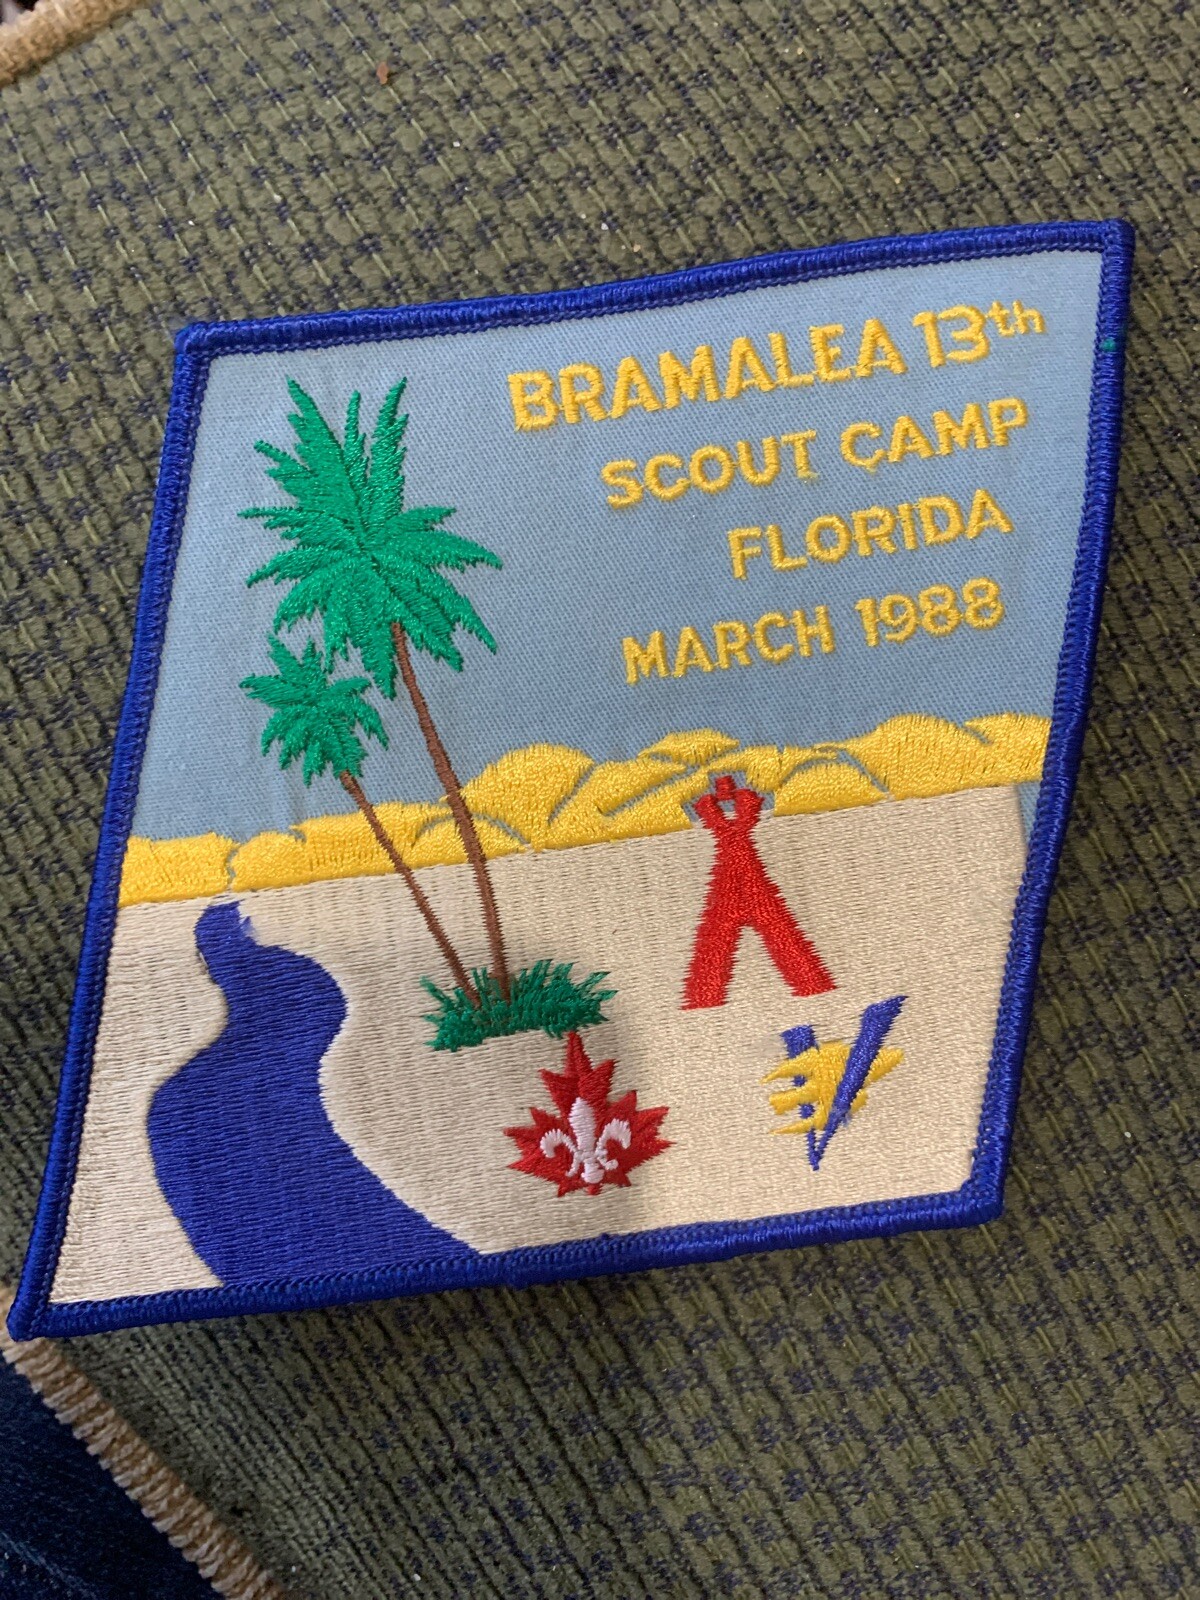 BRAMALEA 13th
SCOUT CAMP
FLORIDA
MARCH 1988